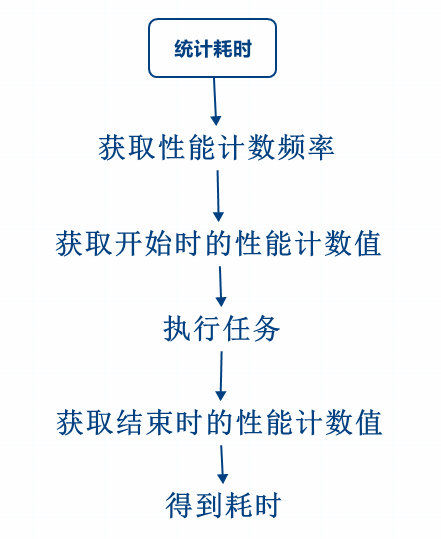 统计耗时
获取性能计数频率
获取开始时的性能计数值
执行任务
获取结束时的性能计数值
得到耗时